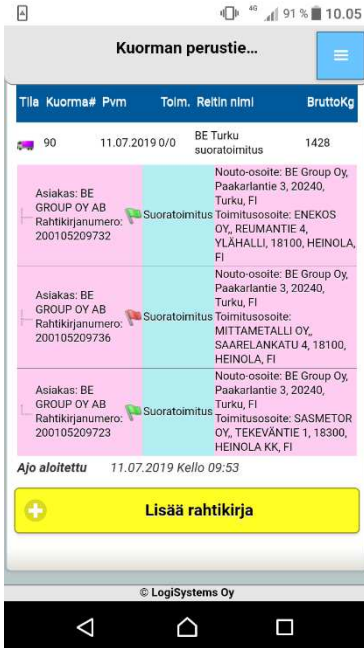 A
4G
91 %
10.05
Kuorman perustie...
Tila Kuorma# Pvm Toim. Reitin nimi BruttoKg
90 11.07.2019 0/0 BE Turku
suoratoimitus
1428
Asiakas: BE
GROUP OY AB
Rahtikirjanumero:
200105209732
Suoratoimitus
Nouto-osoite: BE Group Oy,
Paakarlantie 3, 20240,
Turku, FI
Toimitusosoite: ENEKOS
OY,, REUMANTIE 4,
YLÄHALLI, 18100, HEINOLA,
FI
Asiakas: BE
GROUP OY AB
Rahtikirjanumero:
200105209736
Suoratoimitus
Nouto-osoite: BE Group Oy,
Paakarlantie 3, 20240,
Turku, FI
Toimitusosoite:
MITTAMETALLI OY,,
SAARELANKATU 4, 18100,
HEINOLA, FI
Asiakas: BE
GROUP OY AB
Rahtikirjanumero:
200105209723
Suoratoimitus
Nouto-osoite: BE Group Oy,
Paakarlantie 3, 20240,
Turku, FI
Toimitusosoite: SASMETOR
OY,, TEKEVÄNTIE 1, 18300,
HEINOLA KK, FI
Ajo aloitettu 11.07.2019 Kello 09:53
Lisää rahtikirja
© LogiSystems Oy